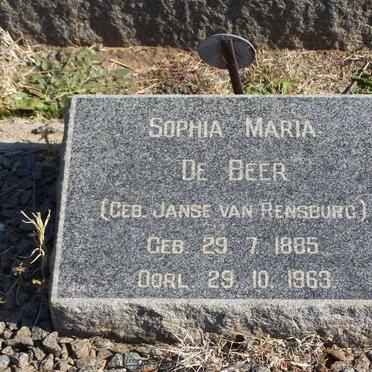 SOPHIA MARIA
DE BEER
(GEB. JANSE VAN RENSBURG)
GEB. 29. 7. 1885.
OORL. 29. 10. 1963.